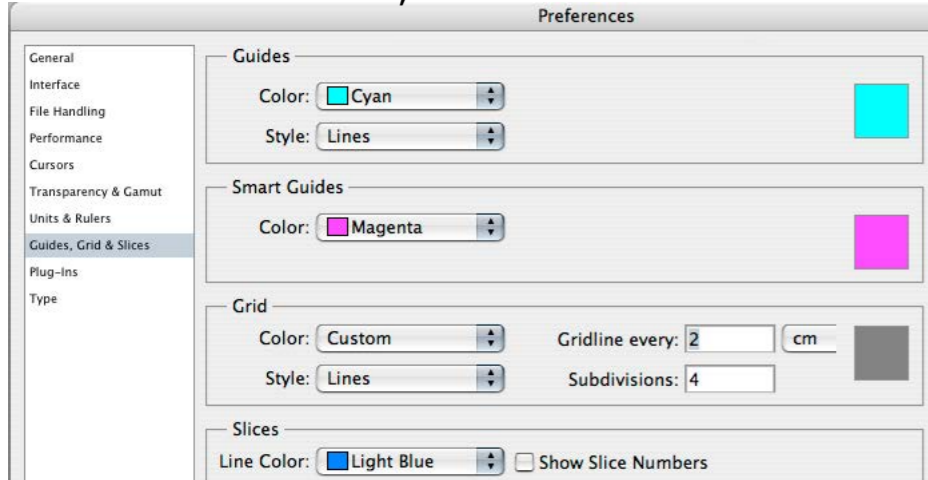 Preferences
General
Interface
File Handling
Performance
Cursors
Transparency & Gamut
Units & Rulers
Guides, Grid & Slices
Plug-Ins
Type
Guides
Color: Cyan
Style: Lines
Smart Guides
Color: Magenta
Grid
Color: Custom Gridline every: 2 cm
Style: Lines Subdivisions: 4
Slices
Line Color: Light Blue Show Slice Numbers